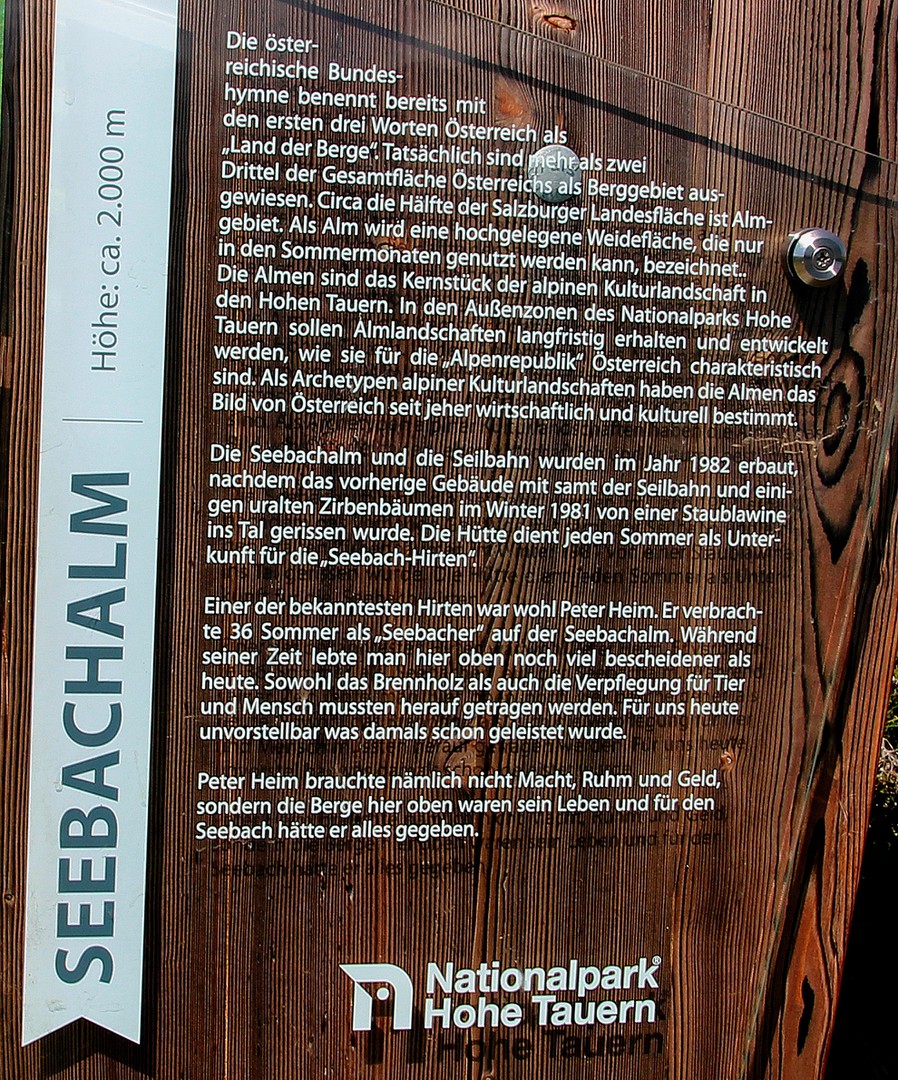 SEEBACHALM
Höhe: ca. 2.000 m
Die öster-
reichische Bundes-
hymne benennt bereits mit
den ersten drei Worten Österreich als
„Land der Berge“. Tatsächlich sind mehr als zwei
Drittel der Gesamtfläche Österreichs als Berggebiet aus-
gewiesen. Circa die Hälfte der Salzburger Landesfläche ist Alm-
gebiet. Als Alm wird eine hochgelegene Weidefläche, die nur
in den Sommermonaten genutzt werden kann, bezeichnet..
Die Almen sind das Kernstück der alpinen Kulturlandschaft in
den Hohen Tauern. In den Außenzonen des Nationalparks Hohe
Tauern sollen Almlandschaften langfristig erhalten und entwickelt
werden, wie sie für die „Alpenrepublik“ Österreich charakteristisch
sind. Als Archetypen alpiner Kulturlandschaften haben die Almen das
Bild von Österreich seit jeher wirtschaftlich und kulturell bestimmt.
Die Seebachalm und die Seilbahn wurden im Jahr 1982 erbaut,
nachdem das vorherige Gebäude mit samt der Seilbahn und eini-
gen uralten Zirbenbäumen im Winter 1981 von einer Staublawine
ins Tal gerissen wurde. Die Hütte dient jeden Sommer als Unter-
kunft für die „Seebach-Hirten“.
Einer der bekanntesten Hirten war wohl Peter Heim. Er verbrach-
te 36 Sommer als „Seebacher“ auf der Seebachalm. Während
seiner Zeit lebte man hier oben noch viel bescheidener als
heute. Sowohl das Brennholz als auch die Verpflegung für Tier
und Mensch mussten herauf getragen werden. Für uns heute
unvorstellbar was damals schon geleistet wurde.
Peter Heim brauchte nämlich nicht Macht, Ruhm und Geld,
sondern die Berge hier oben waren sein Leben und für den
Seebach hätte er alles gegeben.
Nationalpark®
Hohe Tauern